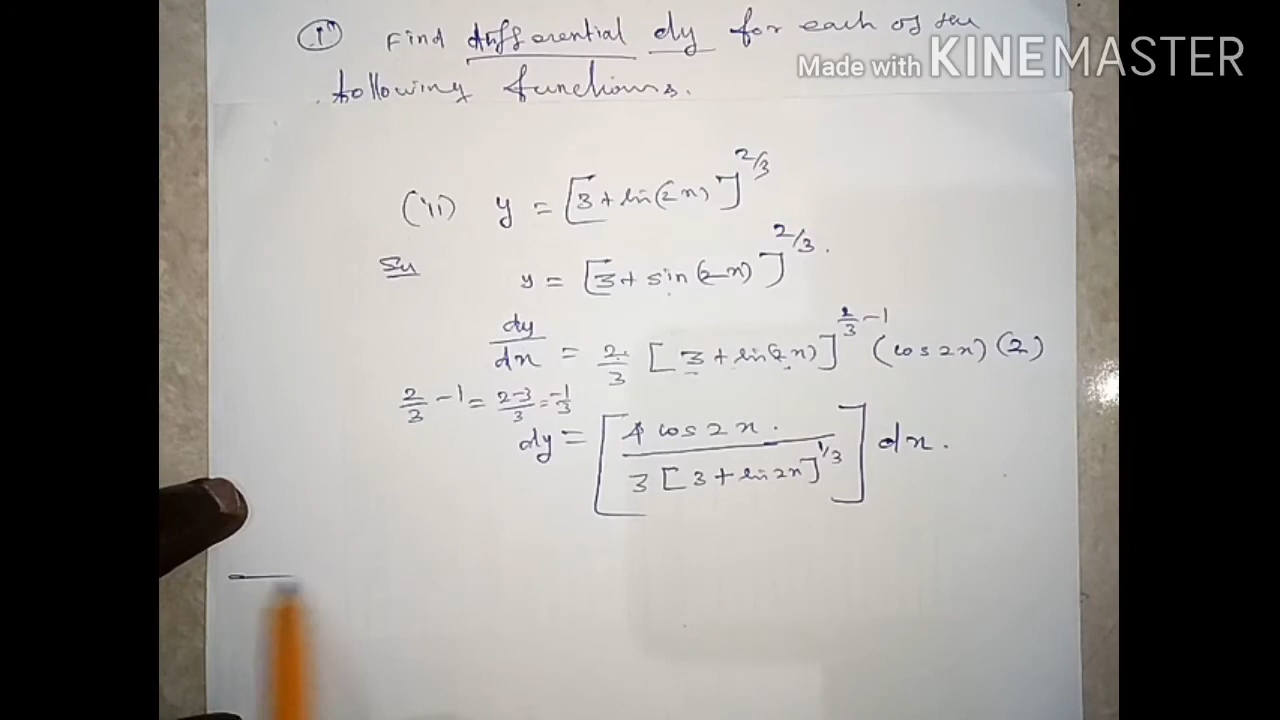 ① Find differential dy for each of the
Made with KINEMASTER
following functions.
(ii) y = [3 + sin(2x)]^{2/3}
Sol y = [3 + sin(2x)]^{2/3}.
dy/dx = 2/3 [3 + sin(2x)]^{2/3 - 1} (cos 2x) (2)
2/3 - 1 = 2-3/3 = -1/3
dy = [4 cos 2x. / 3 [3 + sin 2x]^{1/3}] dx.